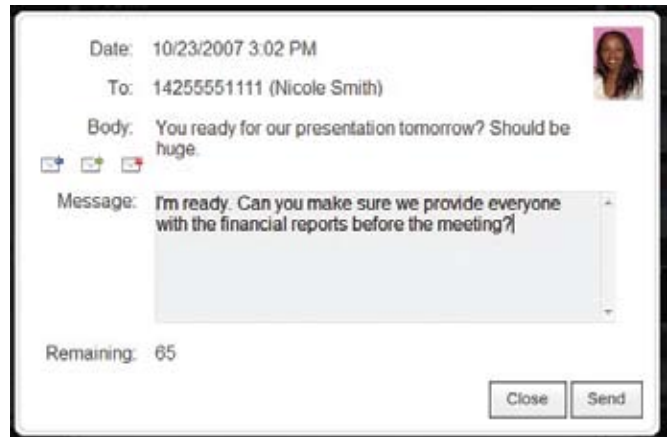 Date: 10/23/2007 3:02 PM
To: 14255551111 (Nicole Smith)
Body: You ready for our presentation tomorrow? Should be
huge.
Message: I'm ready. Can you make sure we provide everyone
with the financial reports before the meeting?
Remaining: 65
Close Send